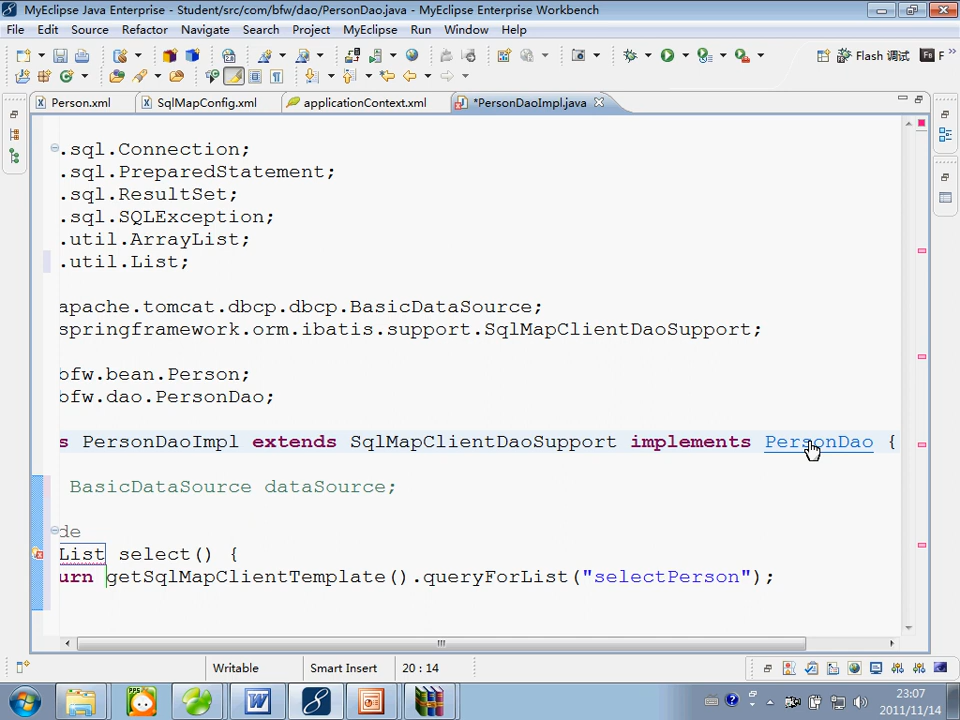 MyEclipse Java Enterprise - Student/src/com/bfw/dao/PersonDao.java - MyEclipse Enterprise Workbench
File Edit Source Refactor Navigate Search Project MyEclipse Run Window Help
Flash 调试 F
Person.xml SqlMapConfig.xml applicationContext.xml *PersonDaoImpl.java
.sql.Connection;
.sql.PreparedStatement;
.sql.ResultSet;
.sql.SQLException;
.util.ArrayList;
.util.List;
apache.tomcat.dbcp.dbcp.BasicDataSource;
springframework.orm.ibatis.support.SqlMapClientDaoSupport;
bfw.bean.Person;
bfw.dao.PersonDao;
s PersonDaoImpl extends SqlMapClientDaoSupport implements PersonDao {
BasicDataSource dataSource;
de
List select() {
urn getSqlMapClientTemplate().queryForList("selectPerson");
Writable Smart Insert 20 : 14
23:07
2011/11/14